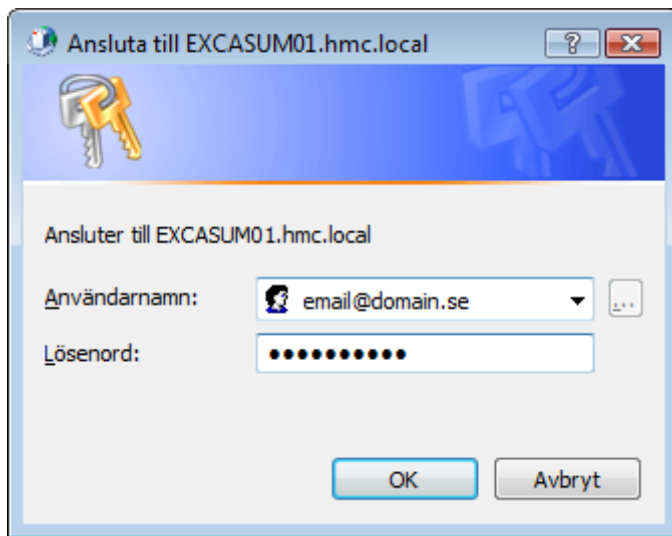 Ansluta till EXCASUM01.hmc.local
Ansluter till EXCASUM01.hmc.local
Användarnamn: email@domain.se ...
Lösenord: ●●●●●●●●●●
OK Avbryt